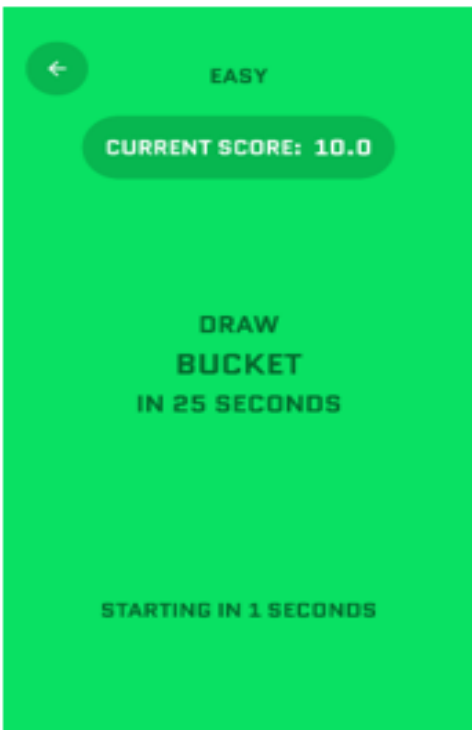 EASY
CURRENT SCORE: 10.0
DRAW
BUCKET
IN 25 SECONDS
STARTING IN 1 SECONDS